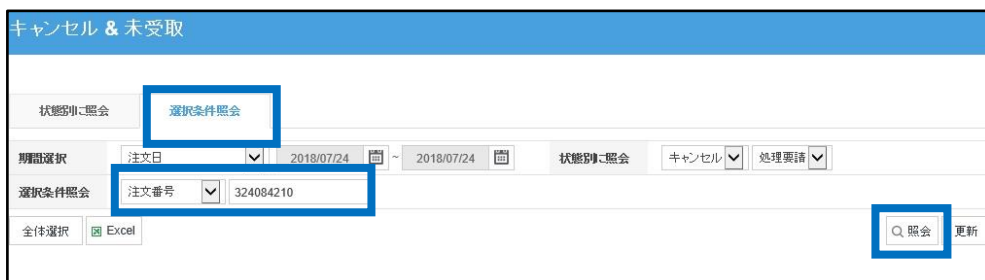 キャンセル & 未受取
状態別に照会 選択条件照会
期間選択 注文日 2018/07/24 ~ 2018/07/24 状態別に照会 キャンセル 処理要請
選択条件照会 注文番号 324084210
全体選択 Excel 照会 更新